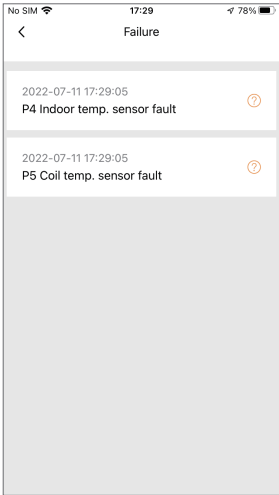 No SIM 17:29 78%
Failure
2022-07-11 17:29:05
P4 Indoor temp. sensor fault
?
2022-07-11 17:29:05
P5 Coil temp. sensor fault
?